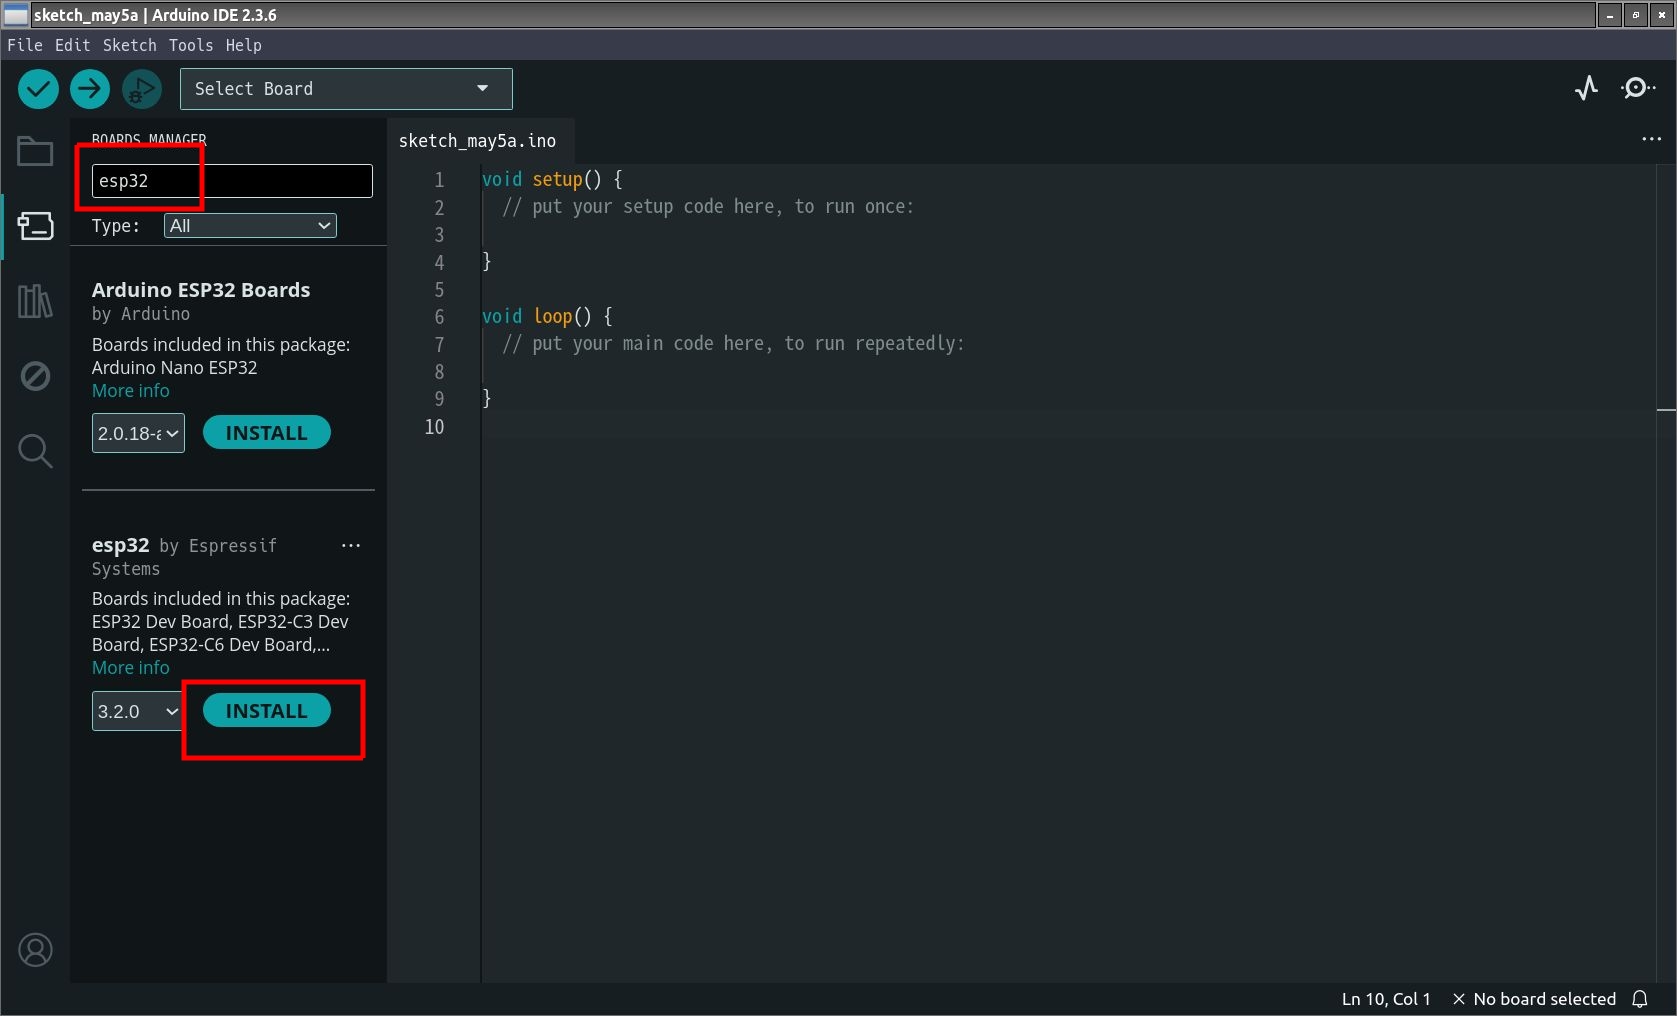 sketch_may5a | Arduino IDE 2.3.6
File Edit Sketch Tools Help
Select Board
BOARDS MANAGER
esp32
Type: All
Arduino ESP32 Boards
by Arduino
Boards included in this package:
Arduino Nano ESP32
More info
2.0.18-a INSTALL
esp32 by Espressif
Systems
Boards included in this package:
ESP32 Dev Board, ESP32-C3 Dev
Board, ESP32-C6 Dev Board,...
More info
3.2.0 INSTALL
sketch_may5a.ino
1 void setup() {
2 // put your setup code here, to run once:
3
4 }
5
6 void loop() {
7 // put your main code here, to run repeatedly:
8
9 }
10
Ln 10, Col 1 × No board selected